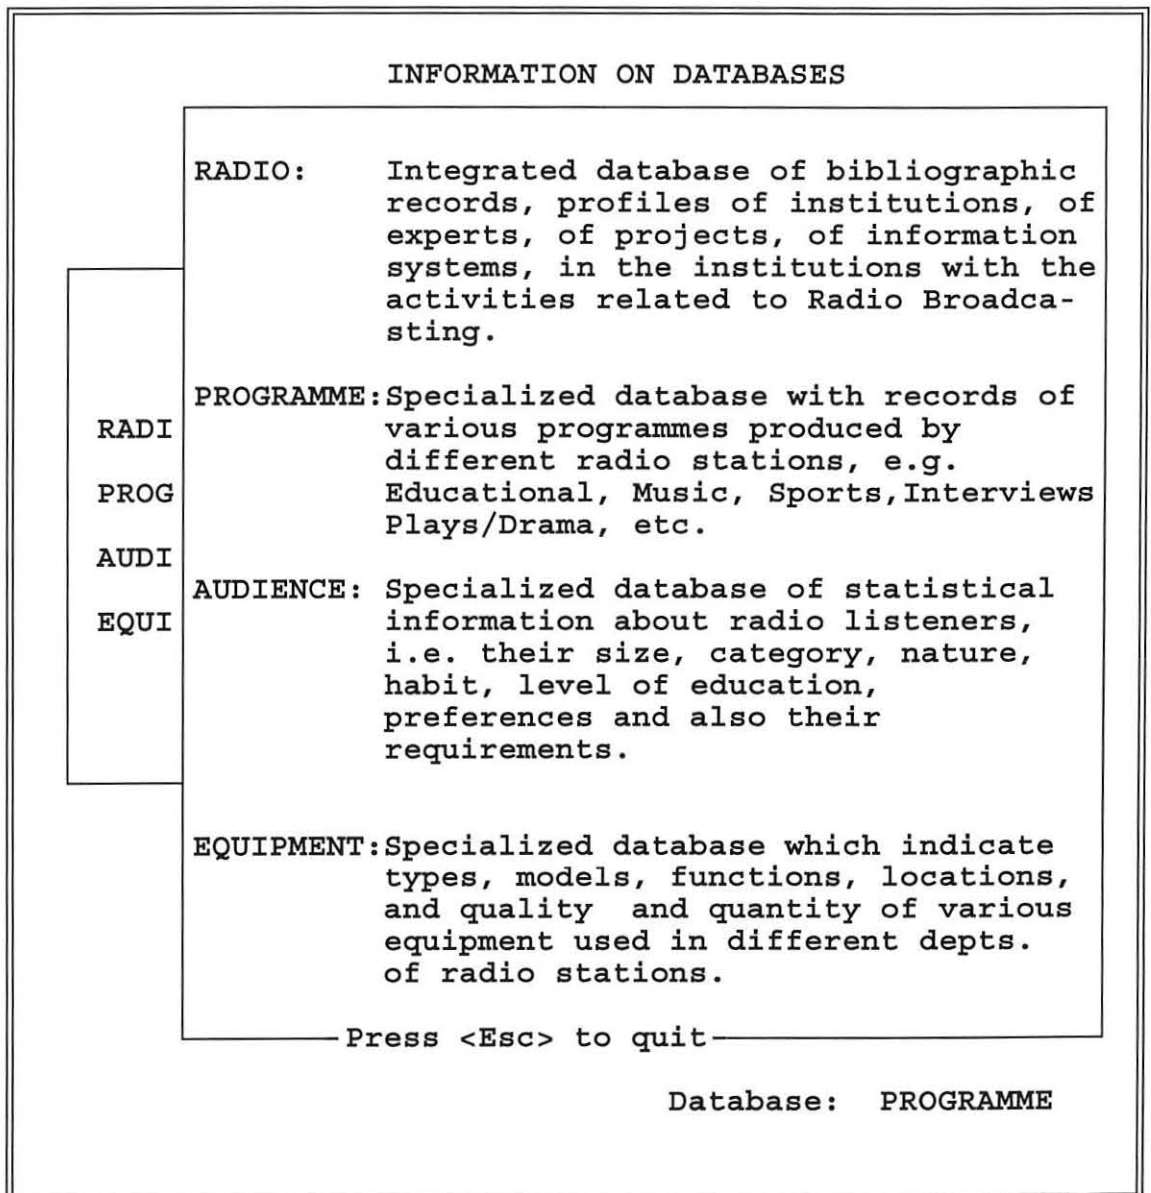 INFORMATION ON DATABASES
RADIO: Integrated database of bibliographic
records, profiles of institutions, of
experts, of projects, of information
systems, in the institutions with the
activities related to Radio Broadca-
sting.
PROGRAMME:Specialized database with records of
RADI various programmes produced by
different radio stations, e.g.
PROG Educational, Music, Sports,Interviews
Plays/Drama, etc.
AUDI
AUDIENCE: Specialized database of statistical
EQUI information about radio listeners,
i.e. their size, category, nature,
habit, level of education,
preferences and also their
requirements.
EQUIPMENT:Specialized database which indicate
types, models, functions, locations,
and quality and quantity of various
equipment used in different depts.
of radio stations.
Press <Esc> to quit
Database: PROGRAMME